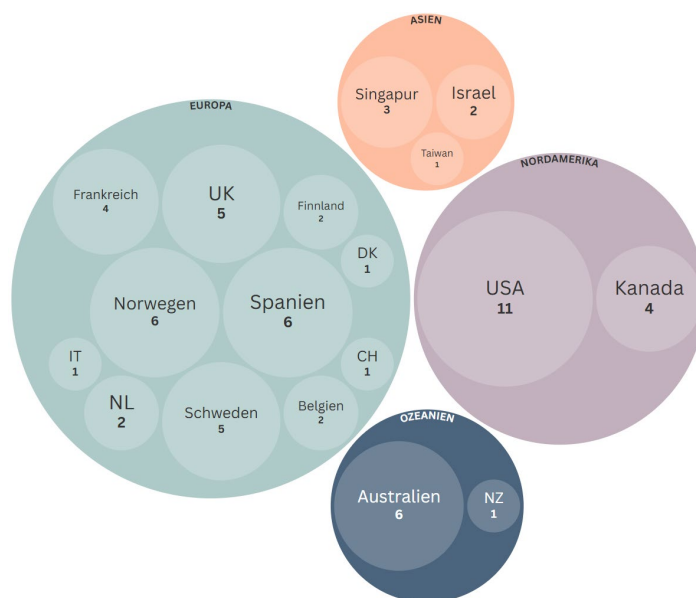 ASIEN
Singapur
3
Israel
2
Taiwan
1
EUROPA
Frankreich
4
UK
5
Finnland
2
DK
1
Norwegen
6
Spanien
6
IT
1
CH
1
NL
2
Schweden
5
Belgien
2
NORDAMERIKA
USA
11
Kanada
4
OZEANIEN
Australien
6
NZ
1